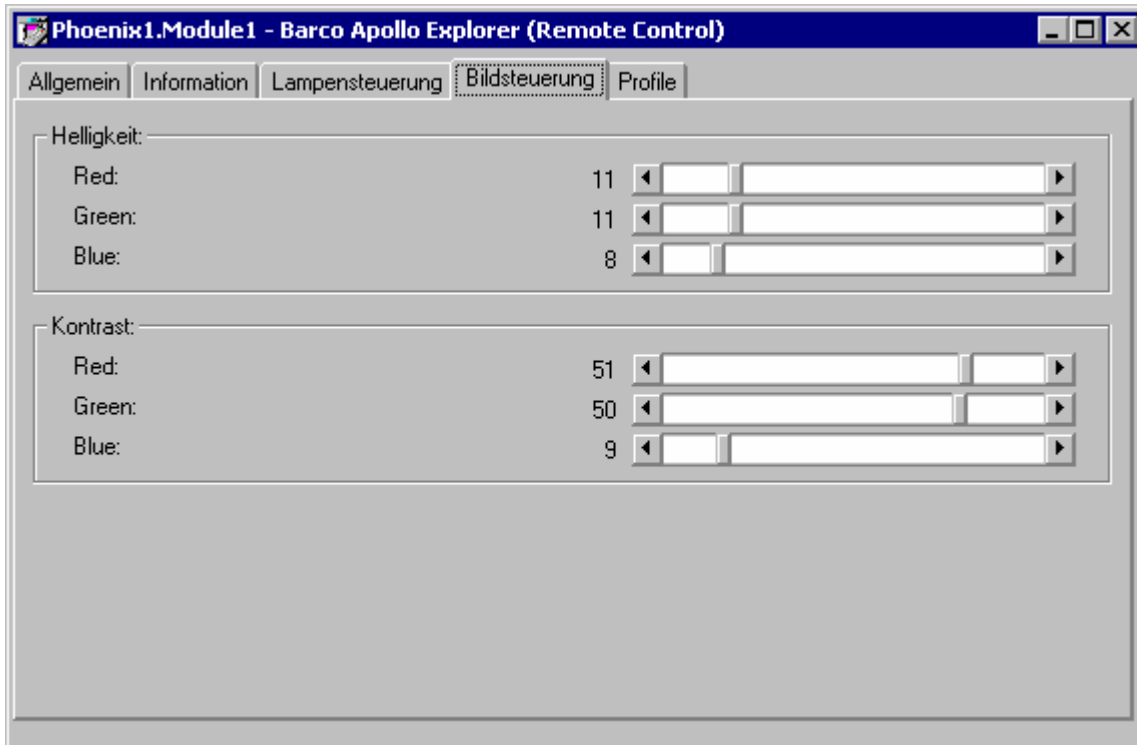 Phoenix1.Module1 - Barco Apollo Explorer (Remote Control)
Allgemein Information Lampensteuerung Bildsteuerung Profile
Helligkeit:
Red: 11
Green: 11
Blue: 8
Kontrast:
Red: 51
Green: 50
Blue: 9